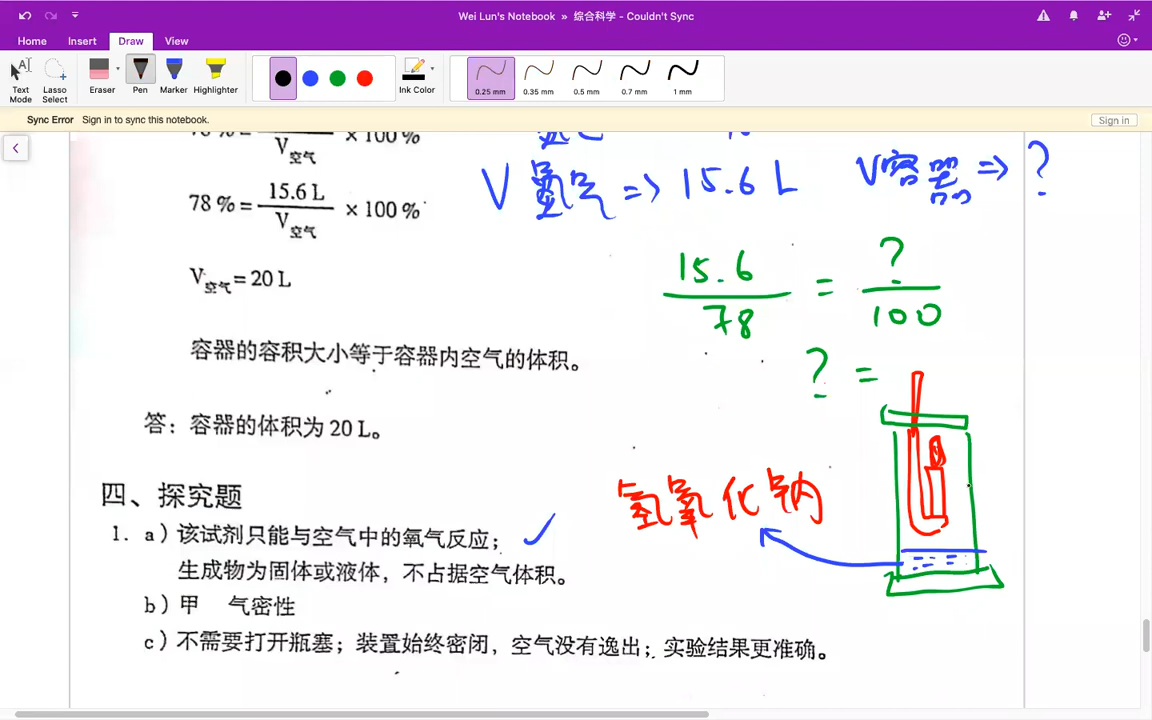 Wei Lun's Notebook » 综合科学 - Couldn't Sync
Home Insert Draw View
Text Mode
Lasso Select
Eraser
Pen
Marker
Highlighter
Ink Color
0.25 mm
0.35 mm
0.5 mm
0.7 mm
1 mm
Sync Error Sign in to sync this notebook.
Sign in
V空气 × 100 %
V 氮气 => 15.6 L V容器 => ?
78 % = 15.6 L / V空气 × 100 %
15.6 / 78 = ? / 100
V空气 = 20 L
容器的容积大小等于容器内空气的体积。
? =
答：容器的体积为 20 L。
四、探究题
氢氧化钠
1. a）该试剂只能与空气中的氧气反应；
生成物为固体或液体，不占据空气体积。
b）甲 气密性
c）不需要打开瓶塞；装置始终密闭，空气没有逸出；实验结果更准确。